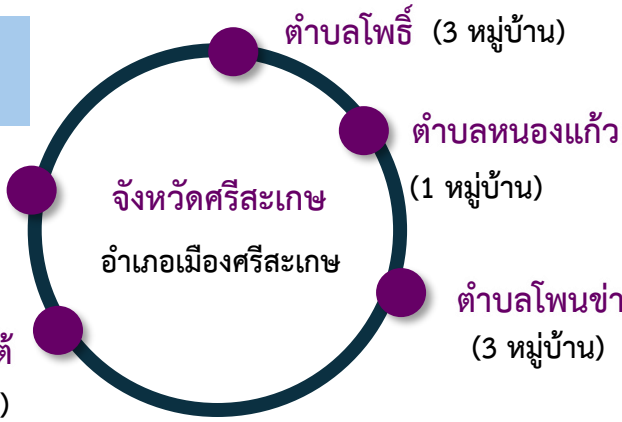 ตำบลโพธิ์ (3 หมู่บ้าน)
ตำบลหนองแก้ว
(1 หมู่บ้าน)
จังหวัดศรีสะเกษ
อำเภอเมืองศรีสะเกษ
ตำบลโพนข่า
(3 หมู่บ้าน)